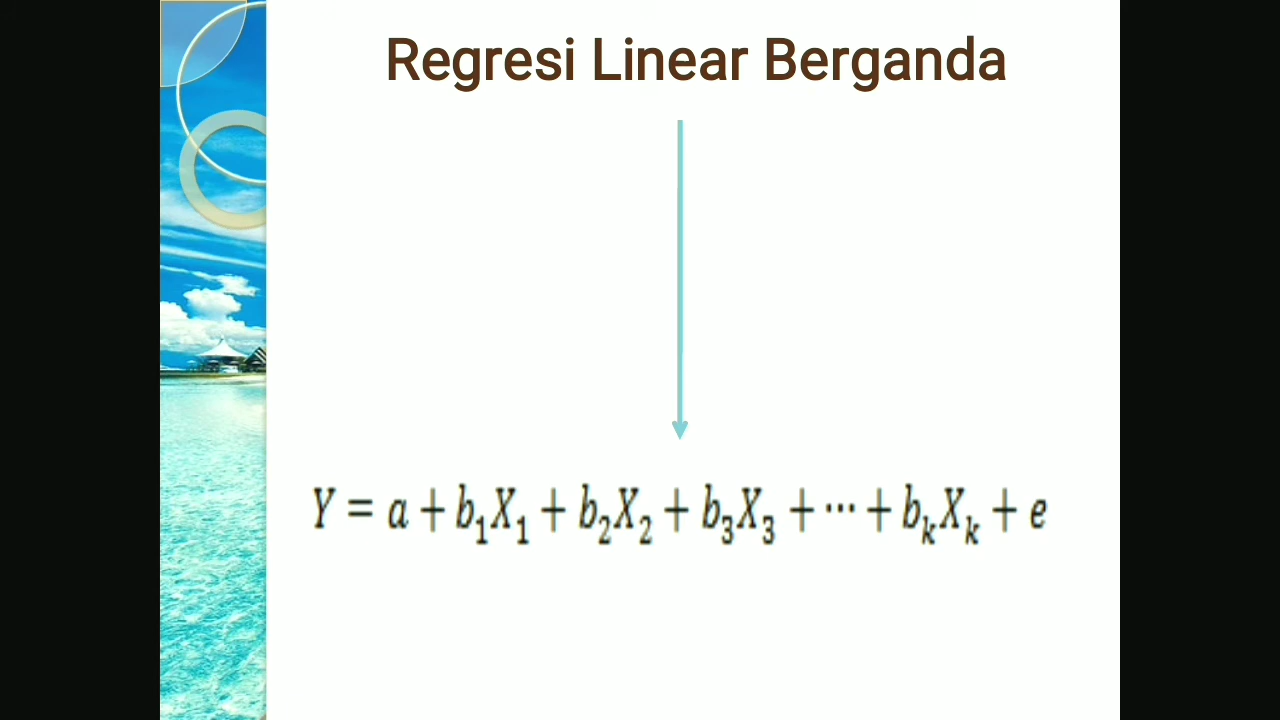 Regresi Linear Berganda
Y = a + b₁X₁ + b₂X₂ + b₃X₃ + ⋯ + bₖXₖ + e